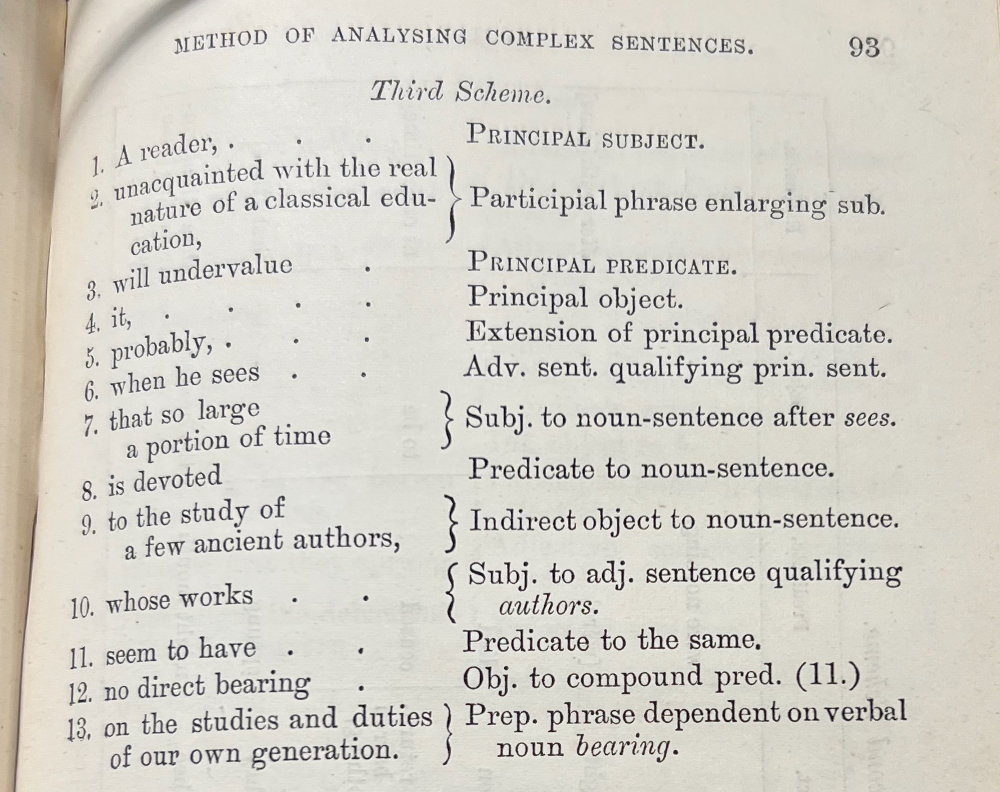 METHOD OF ANALYSING COMPLEX SENTENCES. 93
Third Scheme.
1. A reader, . . . PRINCIPAL SUBJECT.
2. unacquainted with the real
nature of a classical edu-
cation,
Participial phrase enlarging sub.
3. will undervalue . PRINCIPAL PREDICATE.
4. it, . . . . Principal object.
5. probably, . . . Extension of principal predicate.
6. when he sees . . Adv. sent. qualifying prin. sent.
7. that so large
a portion of time
Subj. to noun-sentence after sees.
8. is devoted Predicate to noun-sentence.
9. to the study of
a few ancient authors,
Indirect object to noun-sentence.
10. whose works . . Subj. to adj. sentence qualifying
authors.
11. seem to have . . Predicate to the same.
12. no direct bearing . Obj. to compound pred. (11.)
13. on the studies and duties
of our own generation.
Prep. phrase dependent on verbal
noun bearing.